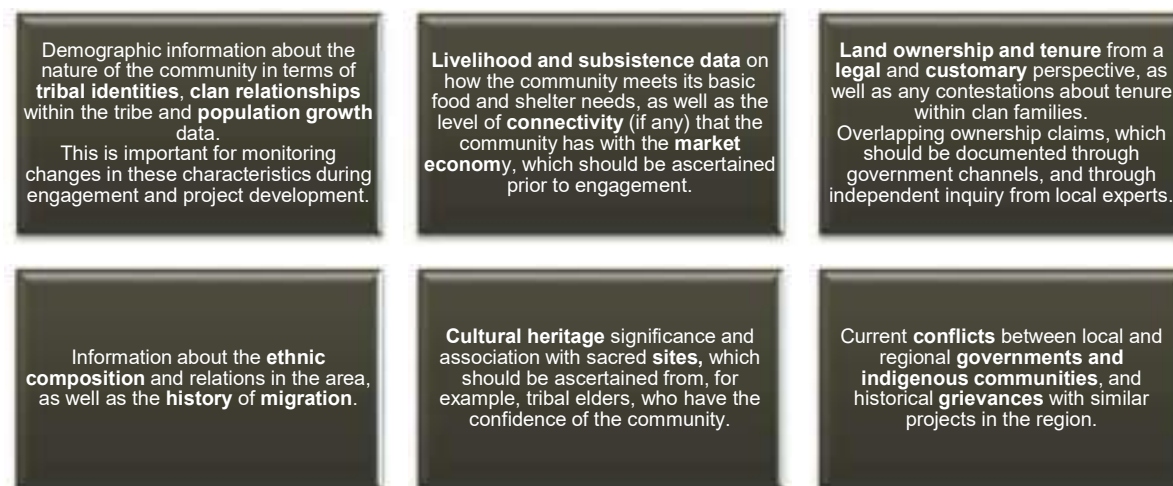 Demographic information about the
nature of the community in terms of
tribal identities, clan relationships
within the tribe and population growth
data.
This is important for monitoring
changes in these characteristics during
engagement and project development.
Livelihood and subsistence data on
how the community meets its basic
food and shelter needs, as well as the
level of connectivity (if any) that the
community has with the market
economy, which should be ascertained
prior to engagement.
Land ownership and tenure from a
legal and customary perspective, as
well as any contestations about tenure
within clan families.
Overlapping ownership claims, which
should be documented through
government channels, and through
independent inquiry from local experts.
Information about the ethnic
composition and relations in the area,
as well as the history of migration.
Cultural heritage significance and
association with sacred sites, which
should be ascertained from, for
example, tribal elders, who have the
confidence of the community.
Current conflicts between local and
regional governments and
indigenous communities, and
historical grievances with similar
projects in the region.